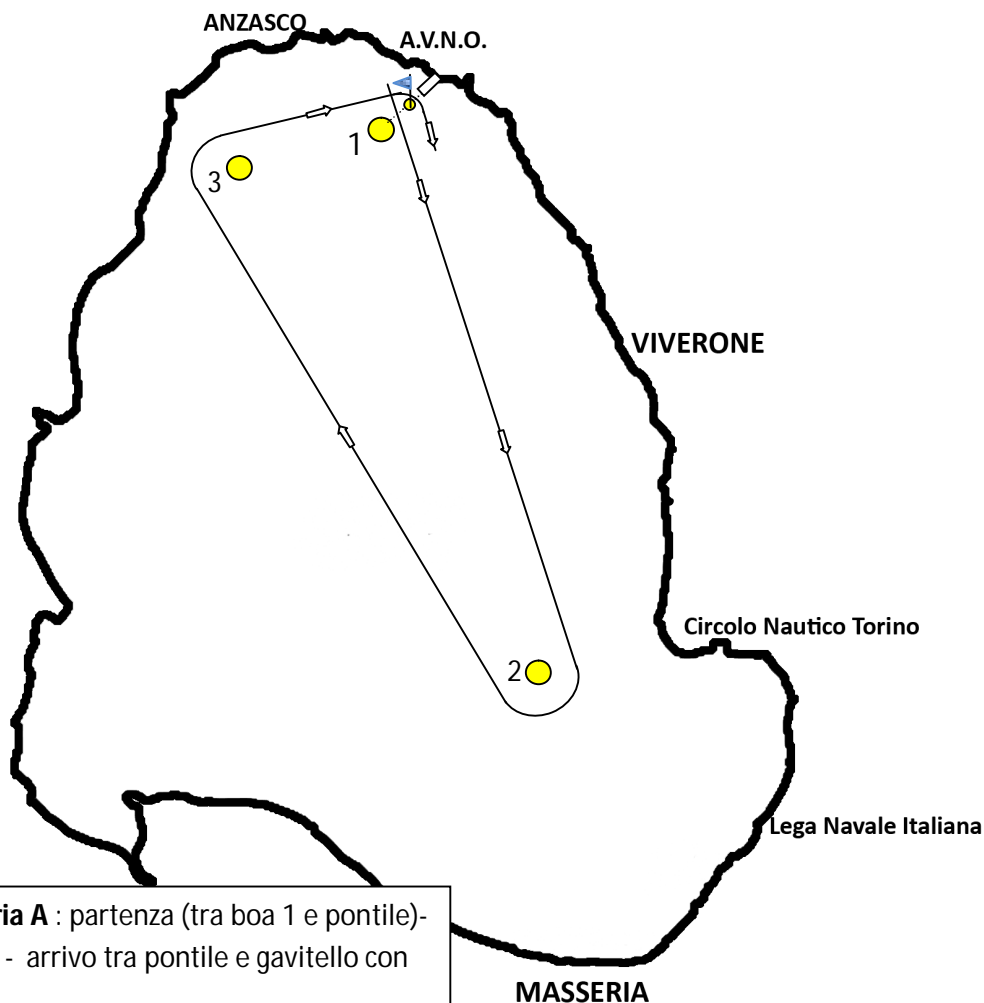 ANZASCO
A.V.N.O.
1
3
VIVERONE
Circolo Nautico Torino
2
Lega Navale Italiana
ria A : partenza (tra boa 1 e pontile)-
- arrivo tra pontile e gavitello con
MASSERIA